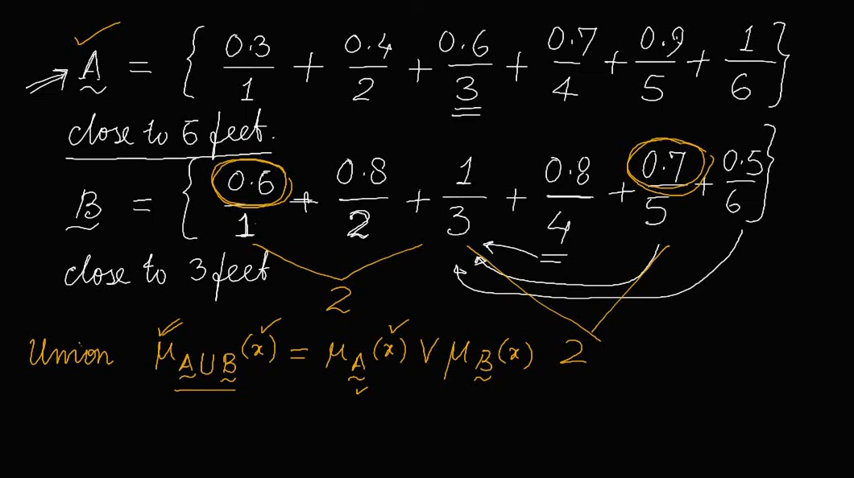 A = { 0.3/1 + 0.4/2 + 0.6/3 + 0.7/4 + 0.9/5 + 1/6 }
close to 6 feet.
B = { 0.6/1 + 0.8/2 + 1/3 + 0.8/4 + 0.7/5 + 0.5/6 }
close to 3 feet
2
Union μA∪B(x) = μA(x) ∨ μB(x) 2